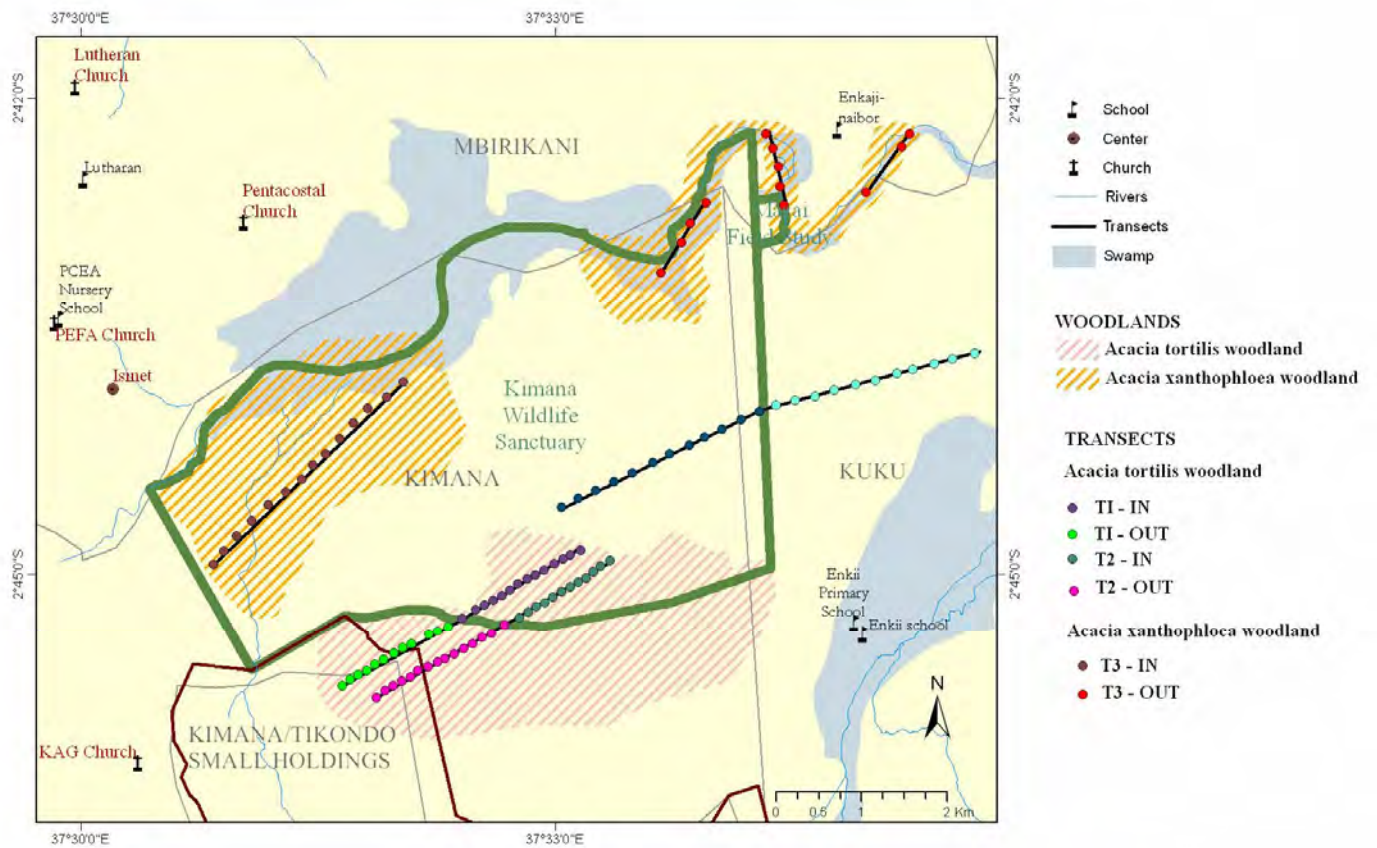 37°30'0"E
37°33'0"E
2°42'0"S
2°42'0"S
Lutheran
Church
Lutharan
MBIRIKANI
Enkaji-
naibor
Pentacostal
Church
Masai
Field Study
PCEA
Nursery
School
PEFA Church
Isinet
Kimana
Wildlife
Sanctuary
KIMANA
KUKU
2°45'0"S
2°45'0"S
Enkii
Primary
School
Enkii school
KIMANA/TIKONDO
SMALL HOLDINGS
KAG Church
N
0 0.5 1 2 Km
37°30'0"E
37°33'0"E
School
Center
Church
Rivers
Transects
Swamp
WOODLANDS
Acacia tortilis woodland
Acacia xanthophloea woodland
TRANSECTS
Acacia tortilis woodland
TI - IN
TI - OUT
T2 - IN
T2 - OUT
Acacia xanthophloca woodland
T3 - IN
T3 - OUT